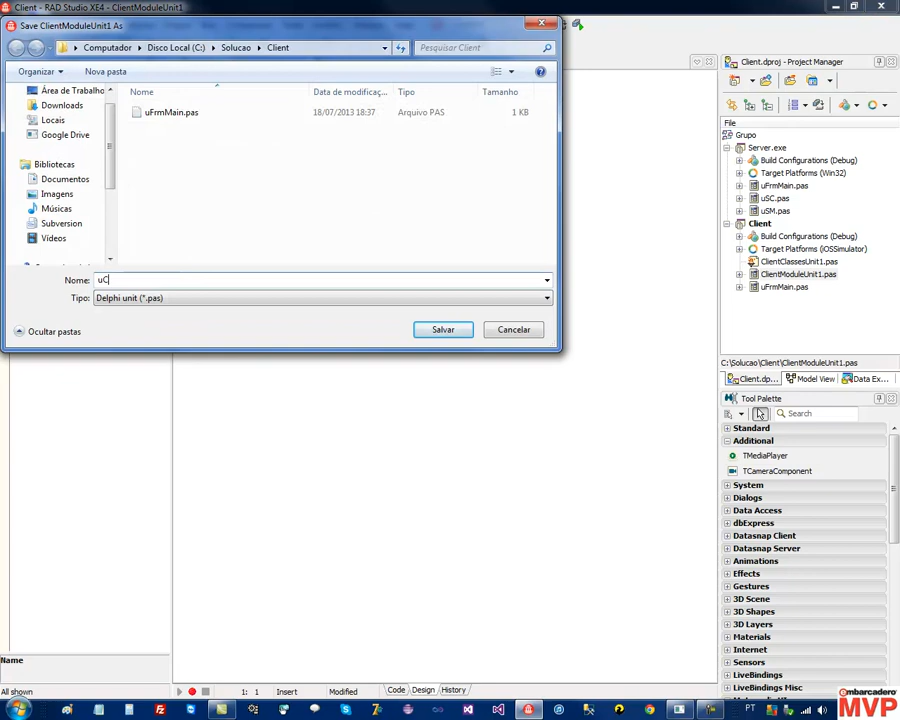 Client - RAD Studio XE4
Save ClientModuleUnit1 As
Computador
Disco Local (C:)
Solucao
Client
Pesquisar Client
Organizar
Nova pasta
Área de Trabalho
Downloads
Locais
Google Drive
Bibliotecas
Documentos
Imagens
Músicas
Subversion
Vídeos
Nome
Data de modificaç...
Tipo
Tamanho
uFrmMain.pas
18/07/2013 18:37
Arquivo PAS
1 KB
Nome: uC
Tipo: Delphi unit (*.pas)
Ocultar pastas
Salvar
Cancelar
Client.dproj - Project Manager
File
Grupo
Server.exe
Build Configurations (Debug)
Target Platforms (Win32)
uFrmMain.pas
uSC.pas
uSM.pas
Client
Build Configurations (Debug)
Target Platforms (iOSSimulator)
ClientClassesUnit1.pas
ClientModuleUnit1.pas
uFrmMain.pas
C:\Solucao\Client\ClientModuleUnit1.pas
Client.dp...
Model View
Data Ex...
Tool Palette
Search
Standard
Additional
TMediaPlayer
TCameraComponent
System
Dialogs
Data Access
dbExpress
Datasnap Client
Datasnap Server
Animations
Effects
Gestures
3D Scene
3D Shapes
3D Layers
Materials
Internet
Sensors
LiveBindings
LiveBindings Misc
Name
All shown
1: 1
Insert
Modified
Code
Design
History
PT
embarcadero
MVP